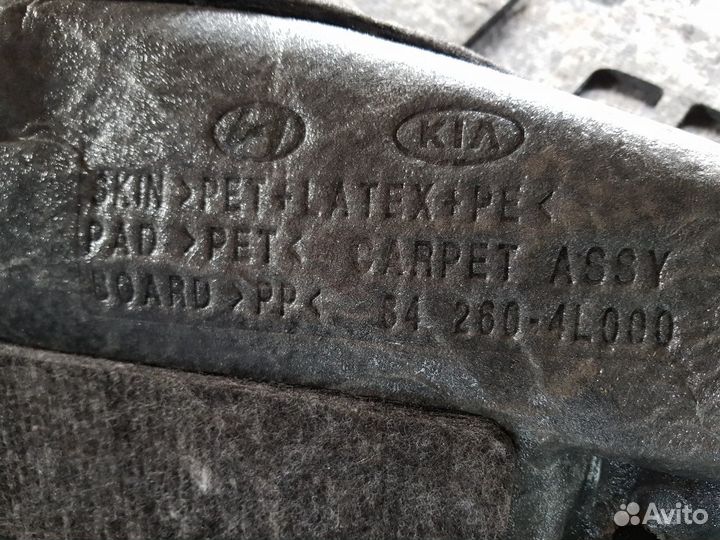 KIA
SKIN >PET+LATEX+PE<
PAD >PET< CARPET ASSY
BOARD >PP< 84 260-4L000
Avito